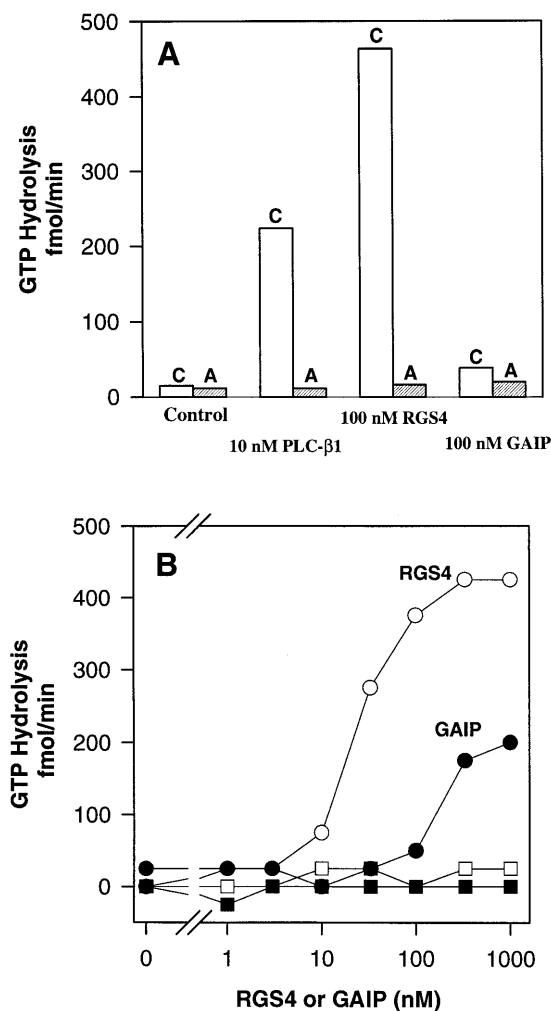 A
GTP Hydrolysis
fmol/min
500
400
300
200
100
0
C A
C A
C A
C A
Control
10 nM PLC-β1
100 nM RGS4
100 nM GAIP
B
GTP Hydrolysis
fmol/min
500
400
300
200
100
0
RGS4
GAIP
0 1 10 100 1000
RGS4 or GAIP (nM)